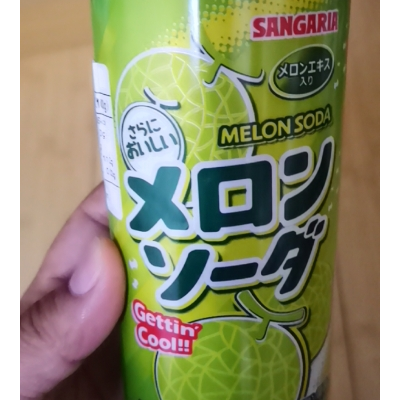 SANGARIA
メロンエキス
入り
MELON SODA
さらに
おいしい
メロン
ソーダ
Gettin'
Cool!!